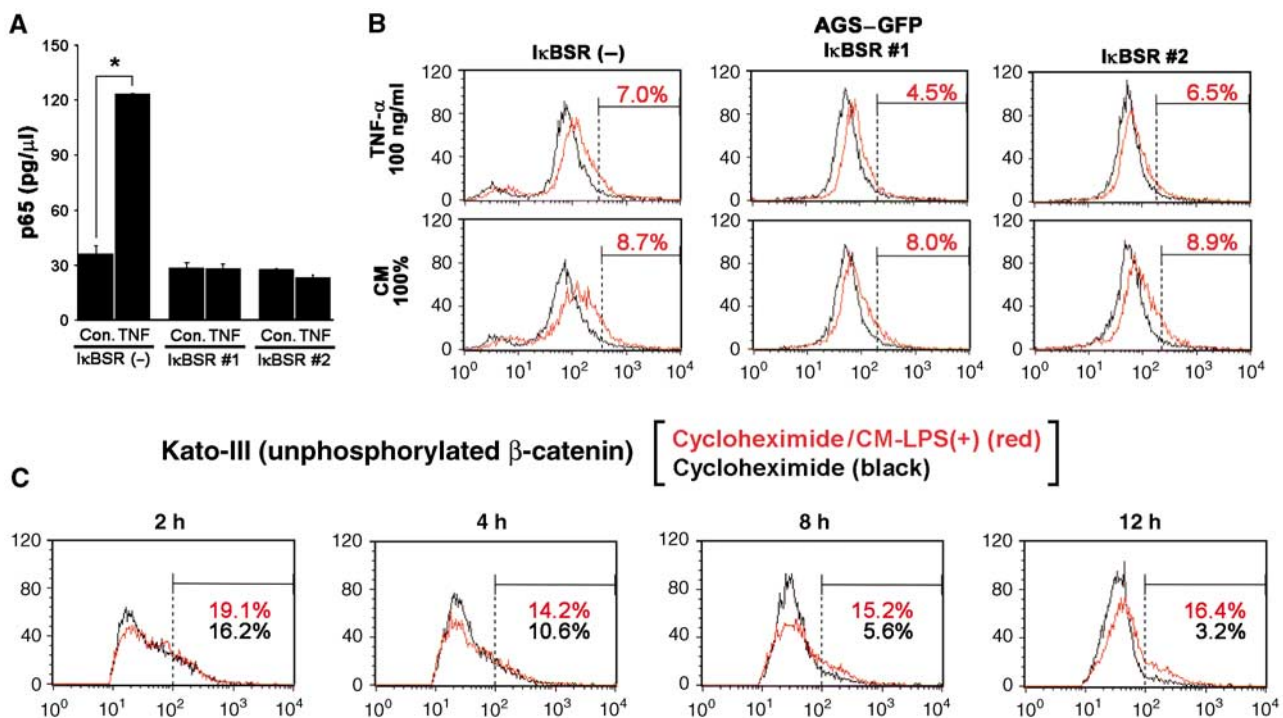 A
150
120
90
60
30
0
p65 (pg/μl)
*
Con. TNF Con. TNF Con. TNF
IκBSR (–) IκBSR #1 IκBSR #2
B
AGS–GFP
IκBSR (–) IκBSR #1 IκBSR #2
TNF-α
100 ng/ml
120
80
40
0
7.0%
120
80
40
0
4.5%
120
80
40
0
6.5%
10⁰ 10¹ 10² 10³ 10⁴
10⁰ 10¹ 10² 10³ 10⁴
10⁰ 10¹ 10² 10³ 10⁴
CM
100%
120
80
40
0
8.7%
120
80
40
0
8.0%
120
80
40
0
8.9%
10⁰ 10¹ 10² 10³ 10⁴
10⁰ 10¹ 10² 10³ 10⁴
10⁰ 10¹ 10² 10³ 10⁴
Kato-III (unphosphorylated β-catenin)
Cycloheximide/CM-LPS(+) (red)
Cycloheximide (black)
C
2 h
120
80
40
0
19.1%
16.2%
10⁰ 10¹ 10² 10³ 10⁴
4 h
120
80
40
0
14.2%
10.6%
10⁰ 10¹ 10² 10³ 10⁴
8 h
120
80
40
0
15.2%
5.6%
10⁰ 10¹ 10² 10³ 10⁴
12 h
120
80
40
0
16.4%
3.2%
10⁰ 10¹ 10² 10³ 10⁴